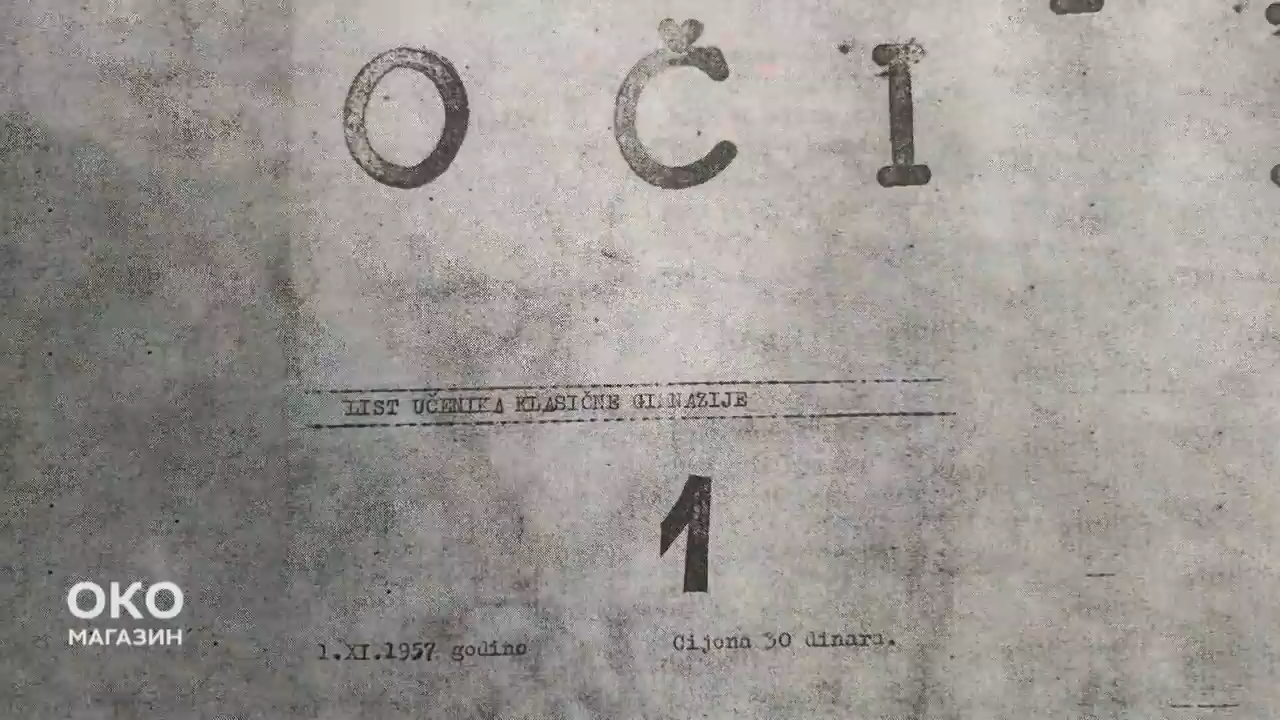 OČI
LIST UČENIKA KLASIČNE GIMNAZIJE
1
1.XI.1957 godine
Cijena 30 dinara.
ОКО
МАГАЗИН